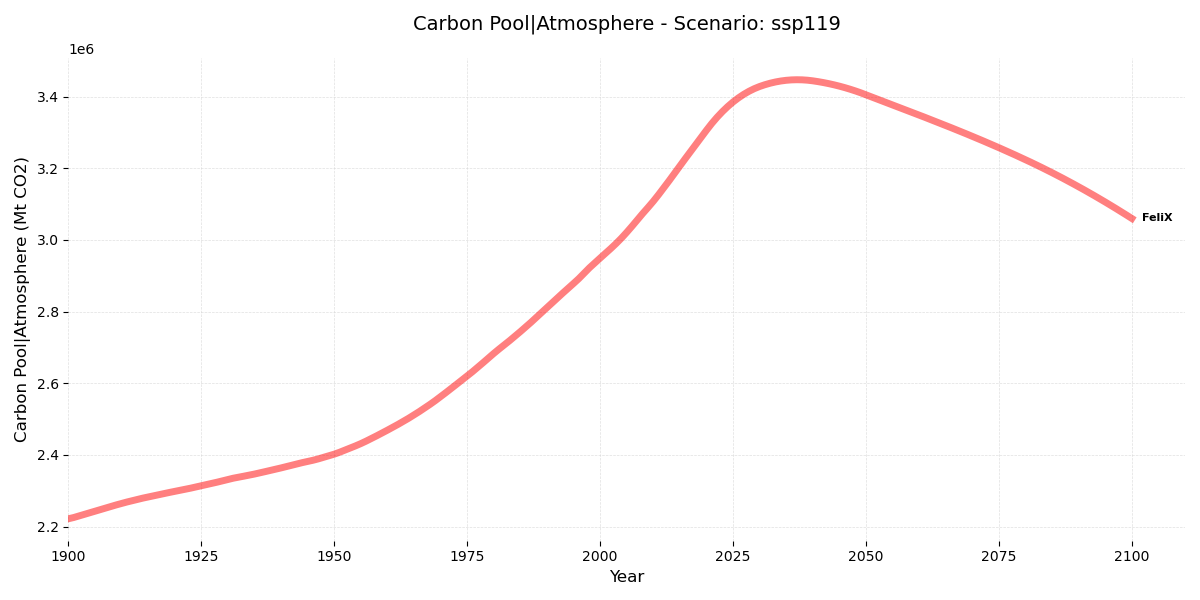 Carbon Pool|Atmosphere - Scenario: ssp119
1e6
3.4
3.2
3.0
2.8
2.6
2.4
2.2
Carbon Pool|Atmosphere (Mt CO2)
FeliX
1900 1925 1950 1975 2000 2025 2050 2075 2100
Year